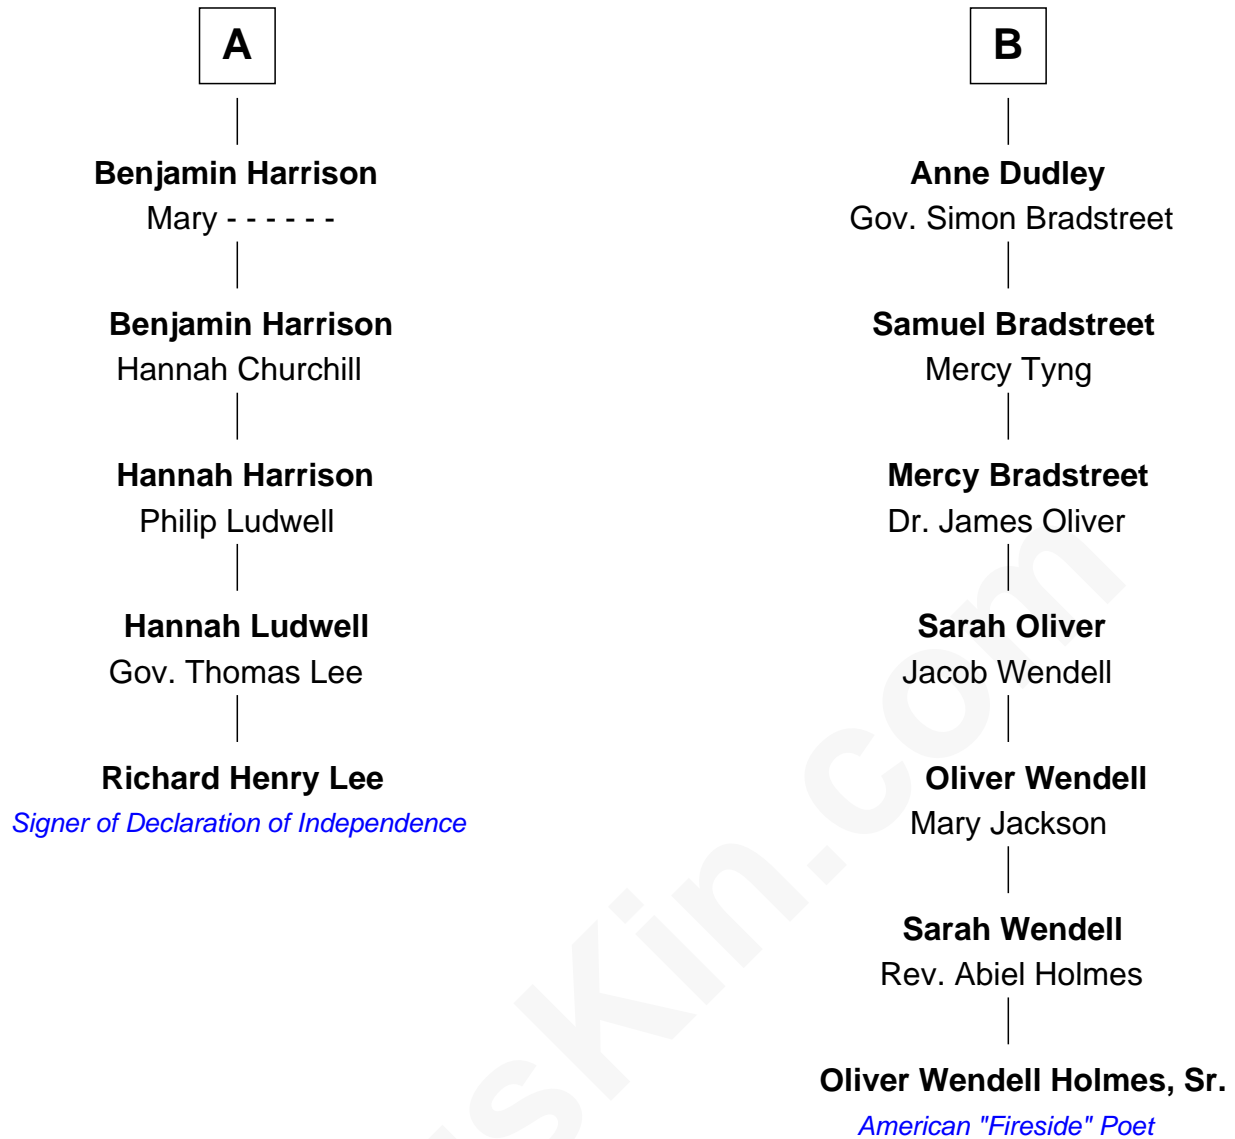 A
Benjamin Harrison
Mary - - - - - -
Benjamin Harrison
Hannah Churchill
Hannah Harrison
Philip Ludwell
Hannah Ludwell
Gov. Thomas Lee
Richard Henry Lee
Signer of Declaration of Independence
B
Anne Dudley
Gov. Simon Bradstreet
Samuel Bradstreet
Mercy Tyng
Mercy Bradstreet
Dr. James Oliver
Sarah Oliver
Jacob Wendell
Oliver Wendell
Mary Jackson
Sarah Wendell
Rev. Abiel Holmes
Oliver Wendell Holmes, Sr.
American "Fireside" Poet
sKin.com